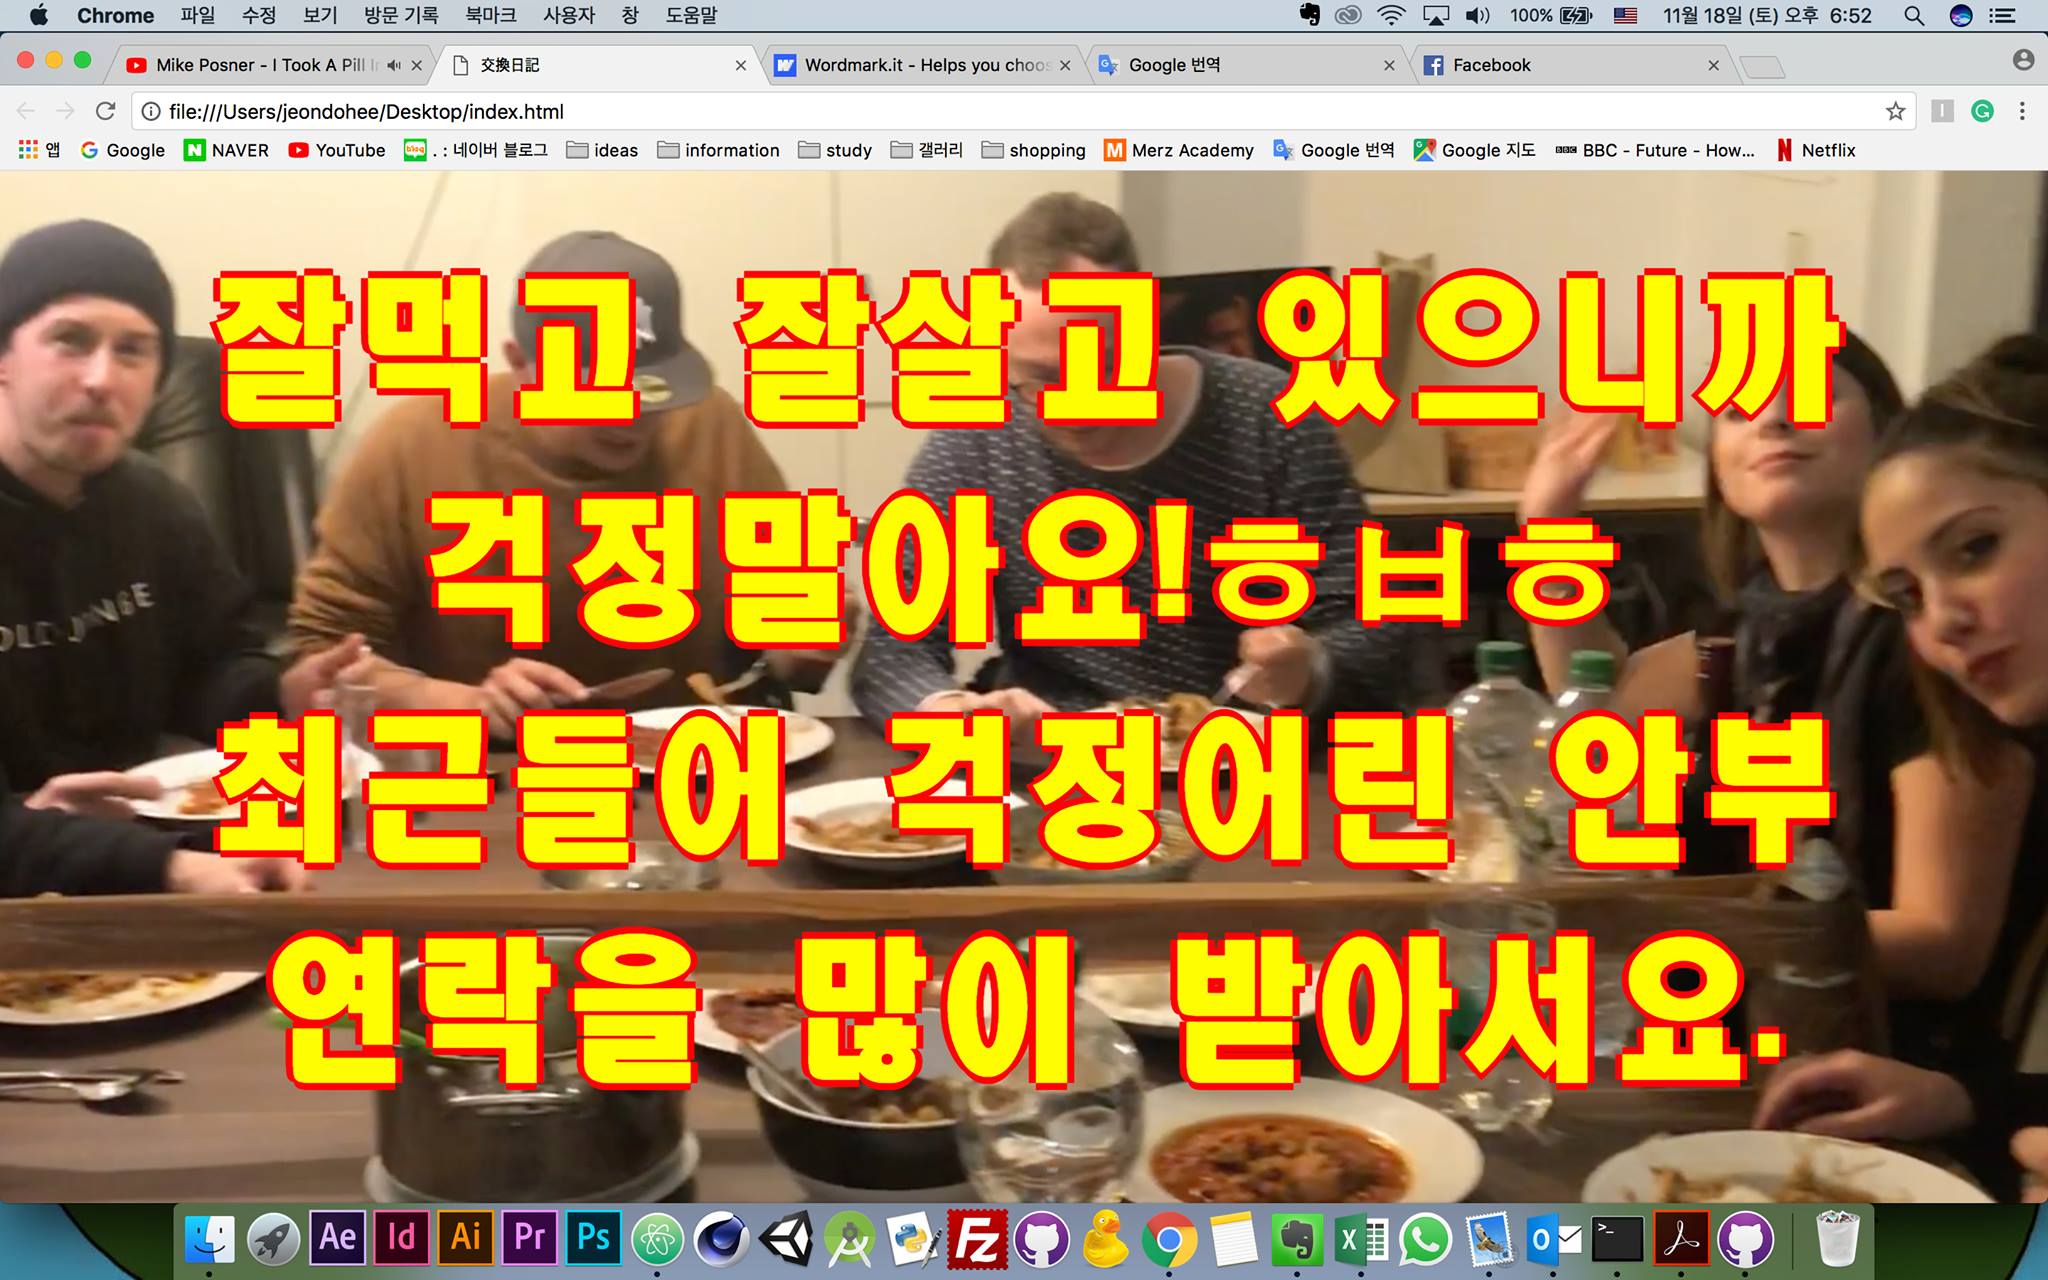 Chrome 파일 수정 보기 방문 기록 북마크 사용자 창 도움말 100% 11월 18일 (토) 오후 6:52
Mike Posner - I Took A Pill I 交換日記 Wordmark.it - Helps you choos Google 번역 Facebook
file:///Users/jeondohee/Desktop/index.html
앱 Google NAVER YouTube blog . : 네이버 블로그 ideas information study 갤러리 shopping Merz Academy Google 번역 Google 지도 BBC BBC - Future - How... Netflix
잘먹고 잘살고 있으니까
걱정말아요!ㅎㅂㅎ
최근들어 걱정어린 안부
연락을 많이 받아서요.
OLD JUNGE
Ae Id Ai Pr Ps Fz